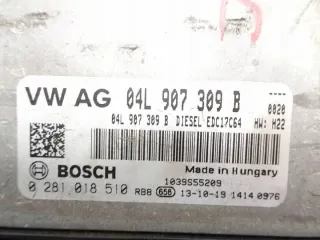 VW AG 04L 907 309 B ----
0020
04L 907 309 B DIESEL EDC17C64 HW: H22
Made in Hungary
BOSCH
1039S55209
0 281 018 510 RBB 656 13-10-19 1414 0976